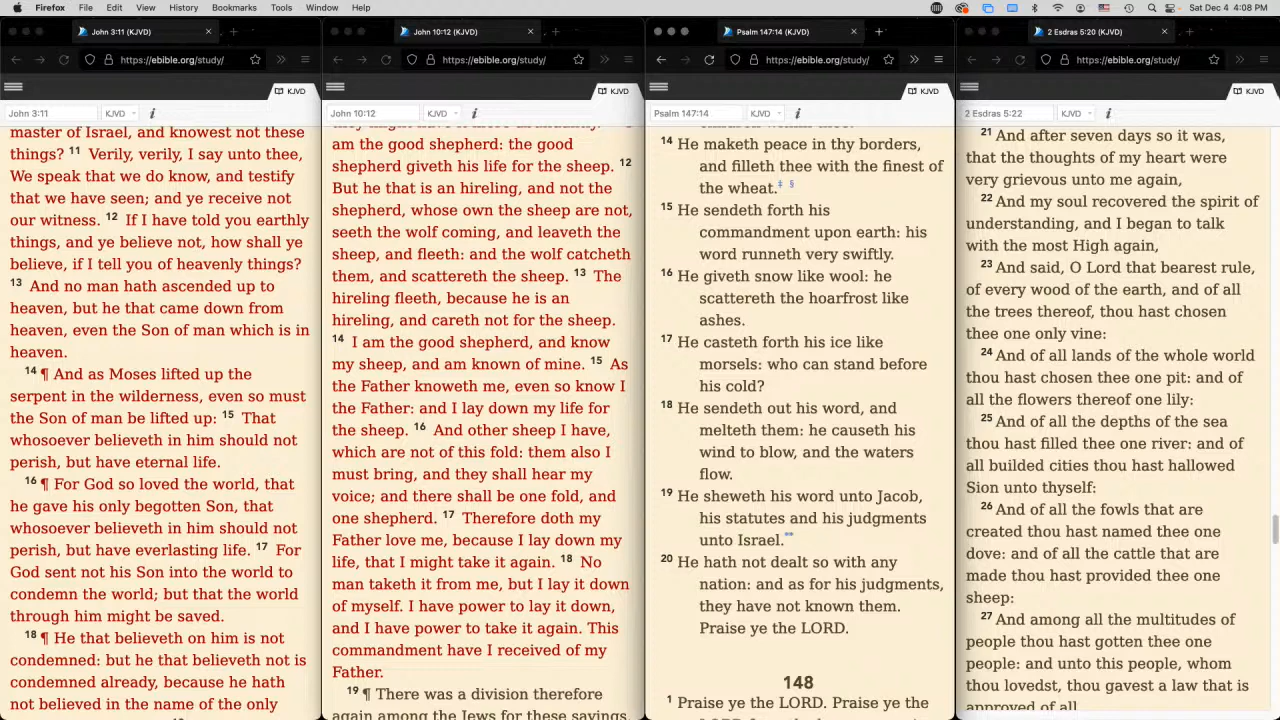 Firefox File Edit View History Bookmarks Tools Window Help Sat Dec 4 4:08 PM
John 3:11 (KJVD)
https://ebible.org/study/
KJVD
John 3:11 KJVD i
master of Israel, and knowest not these
things? 11 Verily, verily, I say unto thee,
We speak that we do know, and testify
that we have seen; and ye receive not
our witness. 12 If I have told you earthly
things, and ye believe not, how shall ye
believe, if I tell you of heavenly things?
13 And no man hath ascended up to
heaven, but he that came down from
heaven, even the Son of man which is in
heaven.
14 ¶ And as Moses lifted up the
serpent in the wilderness, even so must
the Son of man be lifted up: 15 That
whosoever believeth in him should not
perish, but have eternal life.
16 ¶ For God so loved the world, that
he gave his only begotten Son, that
whosoever believeth in him should not
perish, but have everlasting life. 17 For
God sent not his Son into the world to
condemn the world; but that the world
through him might be saved.
18 ¶ He that believeth on him is not
condemned: but he that believeth not is
condemned already, because he hath
not believed in the name of the only
John 10:12 (KJVD)
https://ebible.org/study/
KJVD
John 10:12 KJVD i
am the good shepherd: the good
shepherd giveth his life for the sheep. 12
But he that is an hireling, and not the
shepherd, whose own the sheep are not,
seeth the wolf coming, and leaveth the
sheep, and fleeth: and the wolf catcheth
them, and scattereth the sheep. 13 The
hireling fleeth, because he is an
hireling, and careth not for the sheep.
14 I am the good shepherd, and know
my sheep, and am known of mine. 15 As
the Father knoweth me, even so know I
the Father: and I lay down my life for
the sheep. 16 And other sheep I have,
which are not of this fold: them also I
must bring, and they shall hear my
voice; and there shall be one fold, and
one shepherd. 17 Therefore doth my
Father love me, because I lay down my
life, that I might take it again. 18 No
man taketh it from me, but I lay it down
of myself. I have power to lay it down,
and I have power to take it again. This
commandment have I received of my
Father.
19 ¶ There was a division therefore
again among the Jews for these sayings.
Psalm 147:14 (KJVD)
https://ebible.org/study/
KJVD
Psalm 147:14 KJVD i
14 He maketh peace in thy borders,
and filleth thee with the finest of
the wheat.‡ §
15 He sendeth forth his
commandment upon earth: his
word runneth very swiftly.
16 He giveth snow like wool: he
scattereth the hoarfrost like
ashes.
17 He casteth forth his ice like
morsels: who can stand before
his cold?
18 He sendeth out his word, and
melteth them: he causeth his
wind to blow, and the waters
flow.
19 He sheweth his word unto Jacob,
his statutes and his judgments
unto Israel.**
20 He hath not dealt so with any
nation: and as for his judgments,
they have not known them.
Praise ye the LORD.
148
1 Praise ye the LORD. Praise ye the
2 Esdras 5:20 (KJVD)
https://ebible.org/study/
KJVD
2 Esdras 5:22 KJVD i
21 And after seven days so it was,
that the thoughts of my heart were
very grievous unto me again,
22 And my soul recovered the spirit of
understanding, and I began to talk
with the most High again,
23 And said, O Lord that bearest rule,
of every wood of the earth, and of all
the trees thereof, thou hast chosen
thee one only vine:
24 And of all lands of the whole world
thou hast chosen thee one pit: and of
all the flowers thereof one lily:
25 And of all the depths of the sea
thou hast filled thee one river: and of
all builded cities thou hast hallowed
Sion unto thyself:
26 And of all the fowls that are
created thou hast named thee one
dove: and of all the cattle that are
made thou hast provided thee one
sheep:
27 And among all the multitudes of
people thou hast gotten thee one
people: and unto this people, whom
thou lovedst, thou gavest a law that is
approved of all.